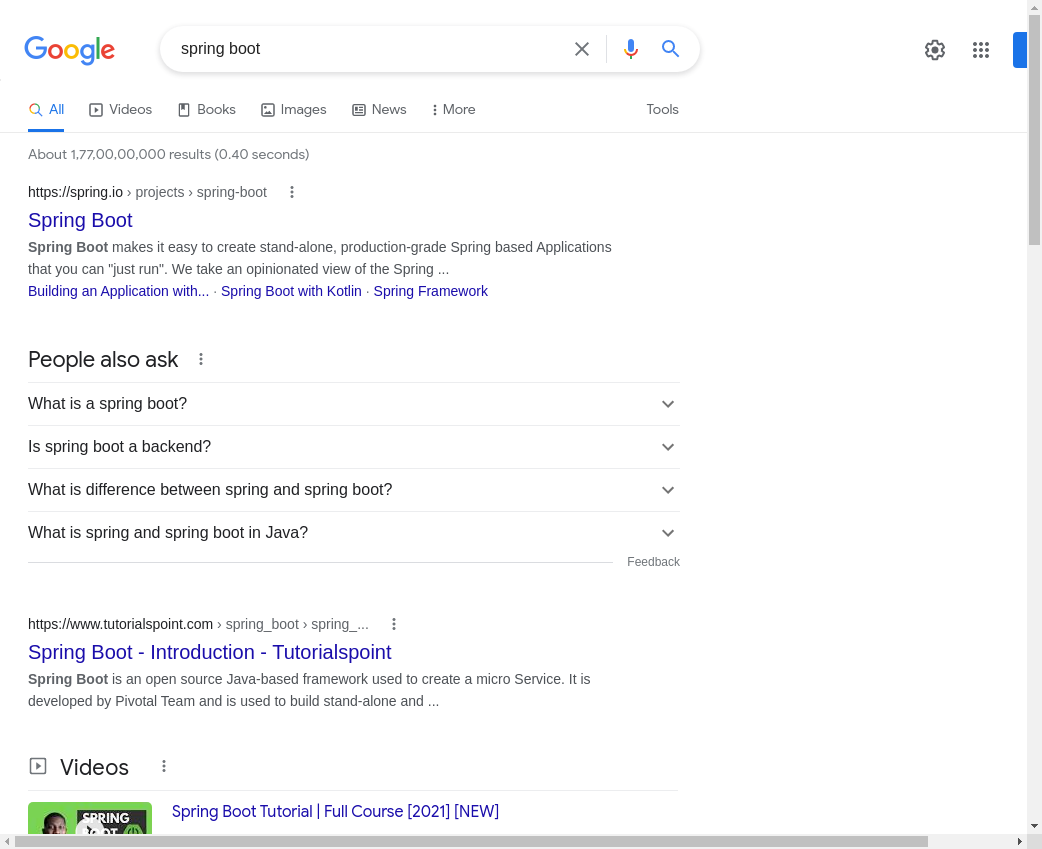 Google
spring boot
All Videos Books Images News More Tools
About 1,77,00,00,000 results (0.40 seconds)
https://spring.io › projects › spring-boot
Spring Boot
Spring Boot makes it easy to create stand-alone, production-grade Spring based Applications
that you can "just run". We take an opinionated view of the Spring ...
Building an Application with... · Spring Boot with Kotlin · Spring Framework
People also ask
What is a spring boot?
Is spring boot a backend?
What is difference between spring and spring boot?
What is spring and spring boot in Java?
Feedback
https://www.tutorialspoint.com › spring_boot › spring_...
Spring Boot - Introduction - Tutorialspoint
Spring Boot is an open source Java-based framework used to create a micro Service. It is
developed by Pivotal Team and is used to build stand-alone and ...
Videos
Spring Boot Tutorial | Full Course [2021] [NEW]
SPRING